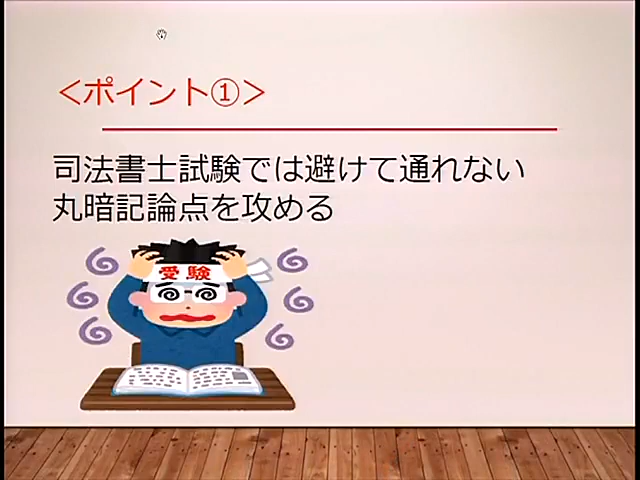 ＜ポイント①＞
司法書士試験では避けて通れない
丸暗記論点を攻める
受験